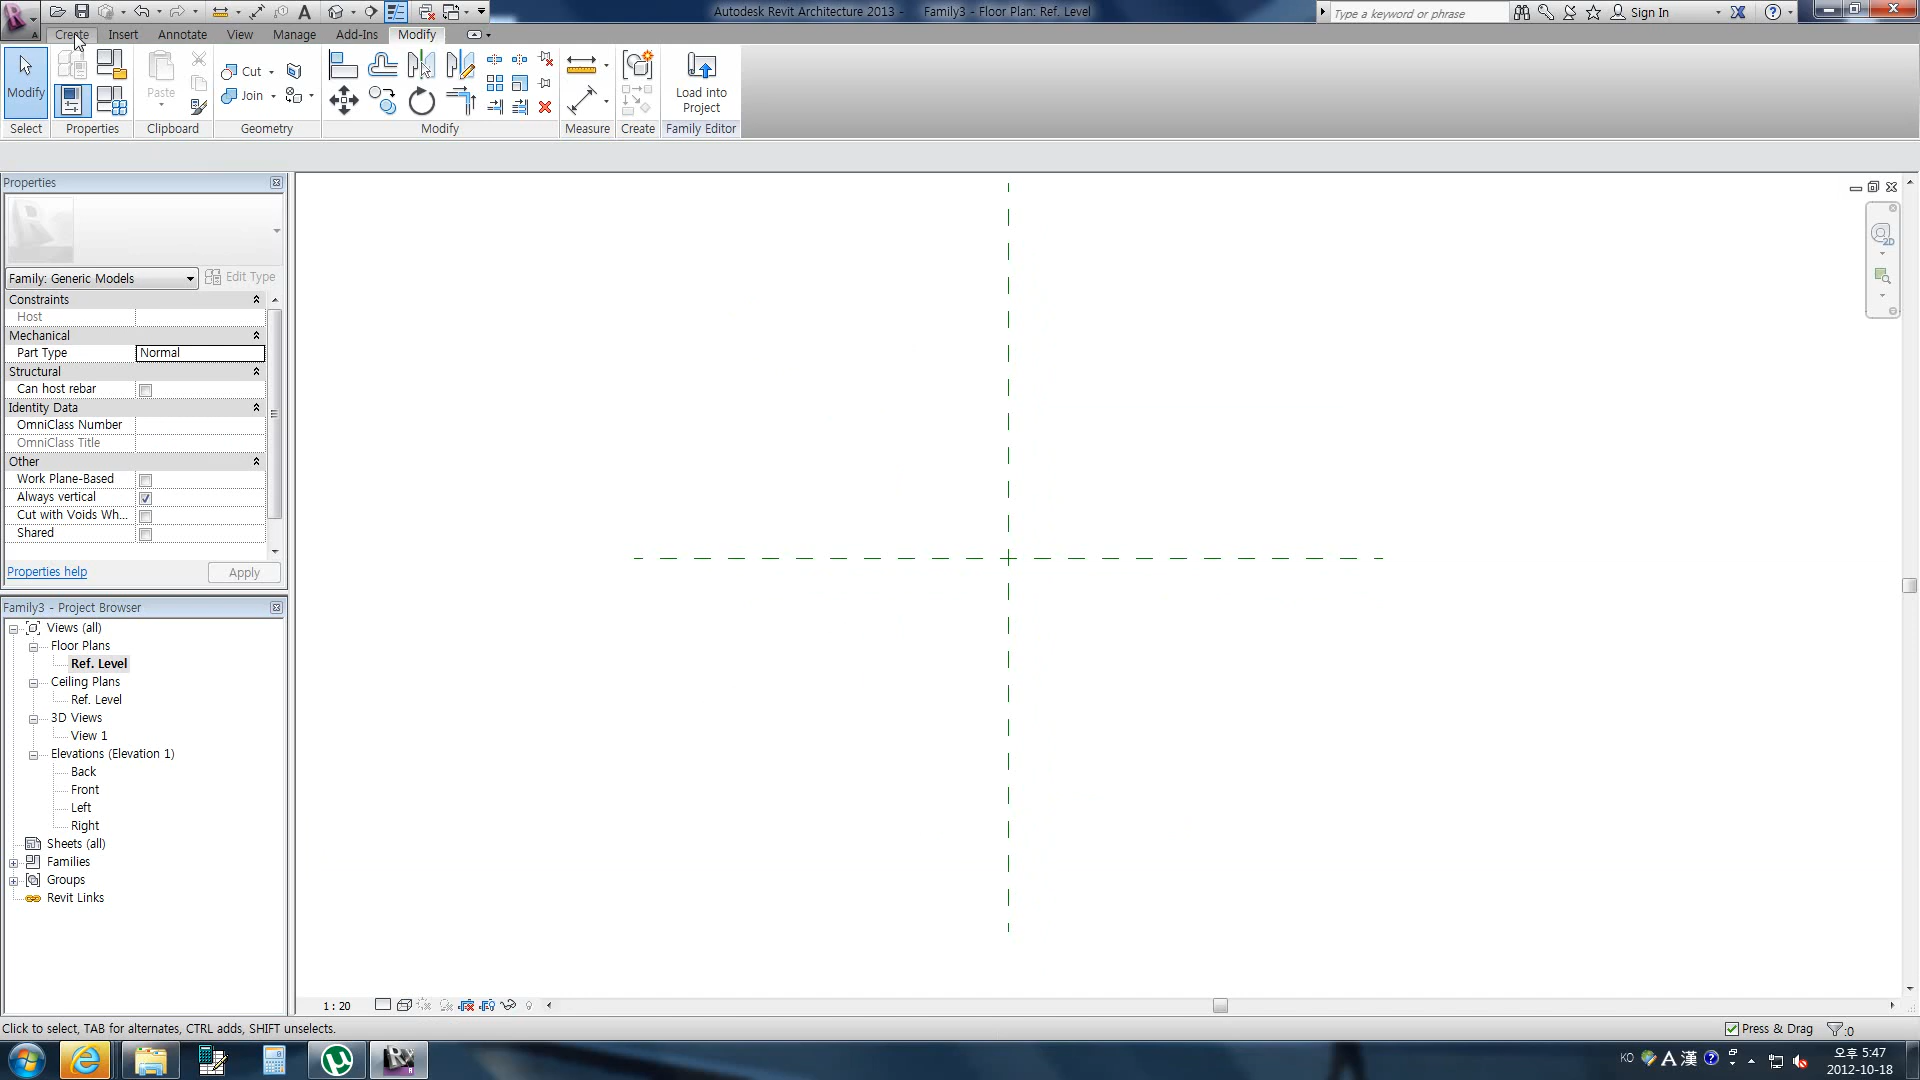 Autodesk Revit Architecture 2013 - Family3 - Floor Plan: Ref. Level
Type a keyword or phrase
Sign In
Create Insert Annotate View Manage Add-Ins Modify
Modify
Paste
Cut
Join
Load into Project
Select Properties Clipboard Geometry Modify Measure Create Family Editor
Properties
Family: Generic Models
Edit Type
Constraints
Host
Mechanical
Part Type Normal
Structural
Can host rebar
Identity Data
OmniClass Number
OmniClass Title
Other
Work Plane-Based
Always vertical
Cut with Voids Wh...
Shared
Properties help
Apply
Family3 - Project Browser
Views (all)
Floor Plans
Ref. Level
Ceiling Plans
Ref. Level
3D Views
View 1
Elevations (Elevation 1)
Back
Front
Left
Right
Sheets (all)
Families
Groups
Revit Links
2D
1 : 20
Click to select, TAB for alternates, CTRL adds, SHIFT unselects.
Press & Drag
:0
KO A 漢
오후 5:47
2012-10-18